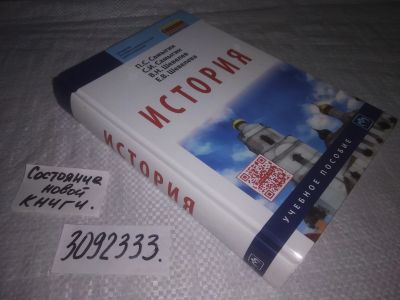 П.С. Самыгин
С.И. Самыгин
В.Н. Шевелев
Е.В. Шевелева
ИСТОРИЯ
УЧЕБНОЕ ПОСОБИЕ
ИСТОРИЯ
Состояние
новой
книги.
3092333.